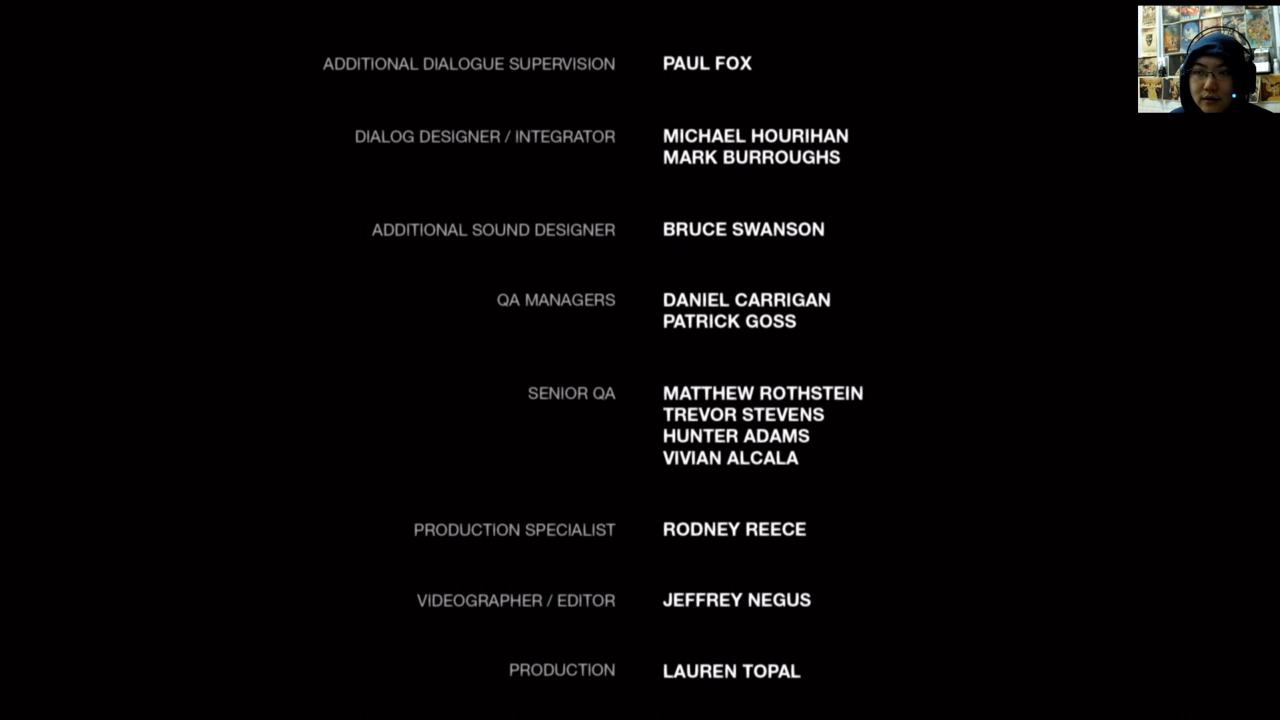 ADDITIONAL DIALOGUE SUPERVISION PAUL FOX
DIALOG DESIGNER / INTEGRATOR MICHAEL HOURIHAN
MARK BURROUGHS
ADDITIONAL SOUND DESIGNER BRUCE SWANSON
QA MANAGERS DANIEL CARRIGAN
PATRICK GOSS
SENIOR QA MATTHEW ROTHSTEIN
TREVOR STEVENS
HUNTER ADAMS
VIVIAN ALCALA
PRODUCTION SPECIALIST RODNEY REECE
VIDEOGRAPHER / EDITOR JEFFREY NEGUS
PRODUCTION LAUREN TOPAL